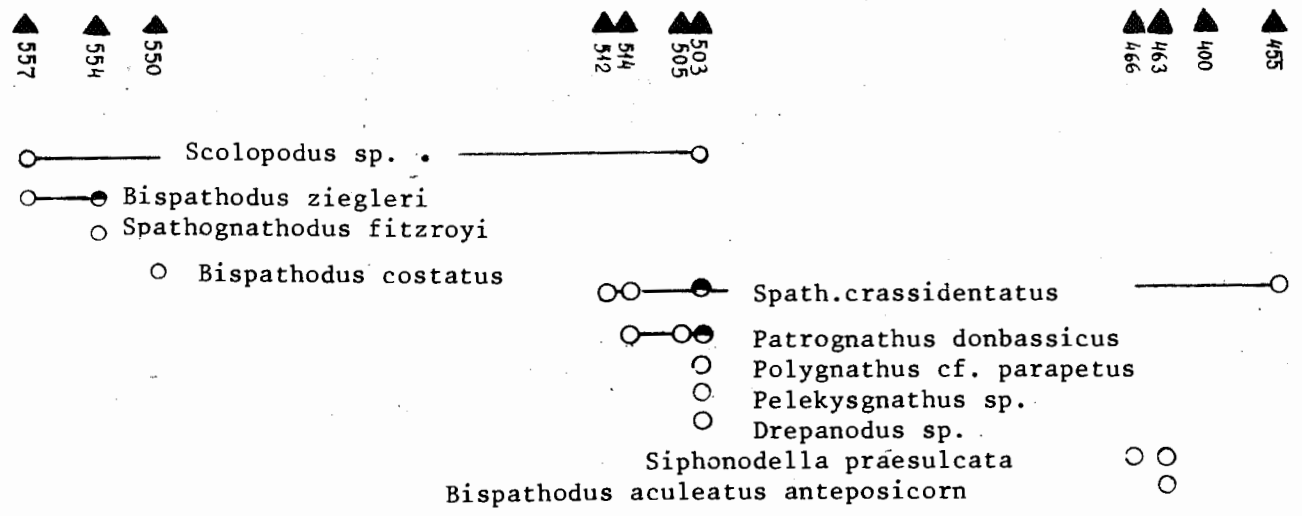 557 554 550 512 514 505 503 466 463 400 455
Scolopodus sp.
Bispathodus ziegleri
Spathognathodus fitzroyi
Bispathodus costatus
Spath.crassidentatus
Patrognathus donbassicus
Polygnathus cf. parapetus
Pelekysgnathus sp.
Drepanodus sp.
Siphonodella praesulcata
Bispathodus aculeatus anteposicorn